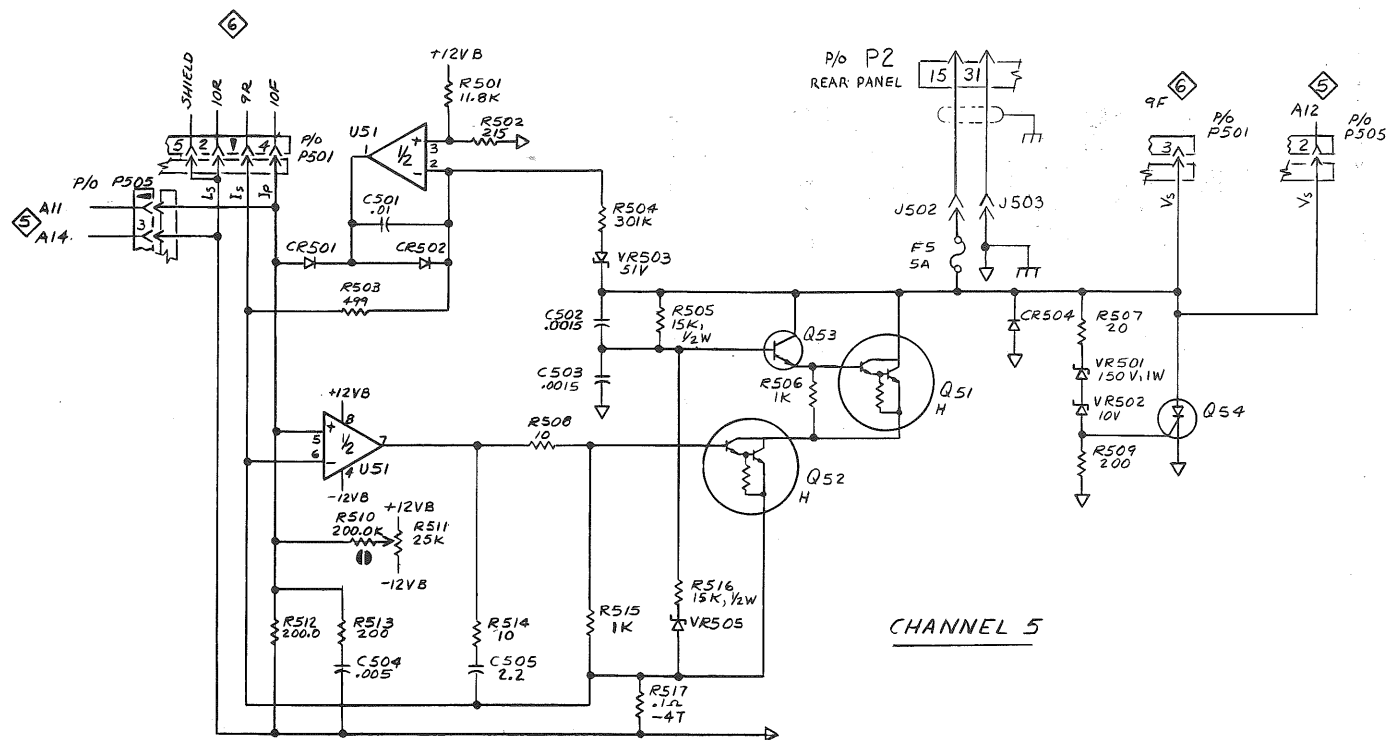 6
SHIELD
10R
9R
10F
5 2 1 4
P/O
P501
P/O P505
Ls
Is
Ip
5
A11
A14.
1
3
+12VB
R501
11.8K
R502
215
U51
1
1/2
+
3
2
-
C501
.01
CR501
CR502
R503
499
R504
301K
VR503
51V
P/O P2
REAR PANEL
15 31
J502
J503
F5
5A
9F
6
P/O
P501
3
Vs
5
A12
P/O
P505
2
Vs
C502
.0015
R505
15K,
1/2W
Q53
C503
.0015
R506
1K
Q51
H
CR504
R507
20
VR501
150V,1W
VR502
10V
Q54
R509
200
+12VB
8
+
5
1/2
7
6
-
4
U51
-12VB
R508
10
Q52
H
R510
200.0K
+12VB
R511
25K
-12VB
R512
200.0
R513
200
C504
.005
R514
10
C505
2.2
R515
1K
R516
15K,1/2W
VR505
R517
.1Ω
-4T
CHANNEL 5